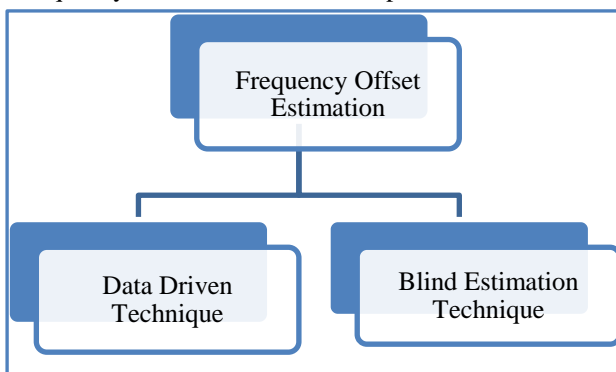 Frequency Offset
Estimation
Data Driven
Technique
Blind Estimation
Technique